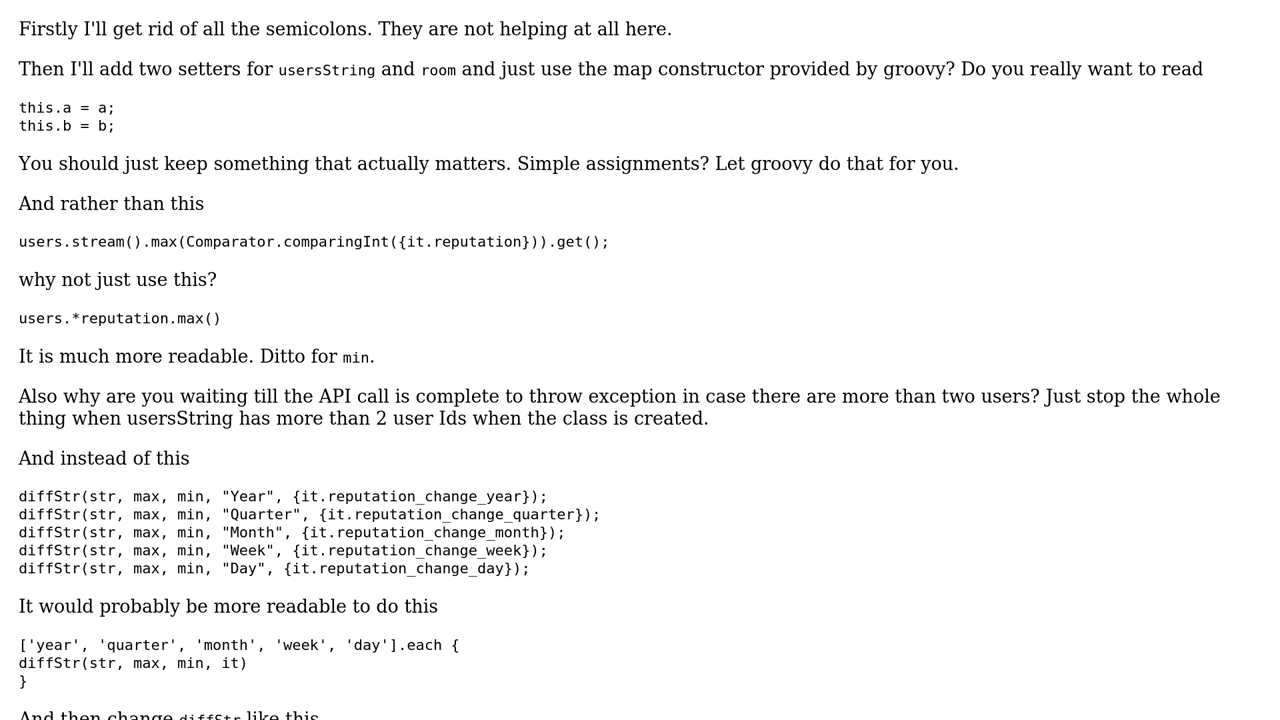 Firstly I'll get rid of all the semicolons. They are not helping at all here.
Then I'll add two setters for usersString and room and just use the map constructor provided by groovy? Do you really want to read
this.a = a;
this.b = b;
You should just keep something that actually matters. Simple assignments? Let groovy do that for you.
And rather than this
users.stream().max(Comparator.comparingInt({it.reputation})).get();
why not just use this?
users.*reputation.max()
It is much more readable. Ditto for min.
Also why are you waiting till the API call is complete to throw exception in case there are more than two users? Just stop the whole
thing when usersString has more than 2 user Ids when the class is created.
And instead of this
diffStr(str, max, min, "Year", {it.reputation_change_year});
diffStr(str, max, min, "Quarter", {it.reputation_change_quarter});
diffStr(str, max, min, "Month", {it.reputation_change_month});
diffStr(str, max, min, "Week", {it.reputation_change_week});
diffStr(str, max, min, "Day", {it.reputation_change_day});
It would probably be more readable to do this
['year', 'quarter', 'month', 'week', 'day'].each {
diffStr(str, max, min, it)
}
And then change diffStr like this